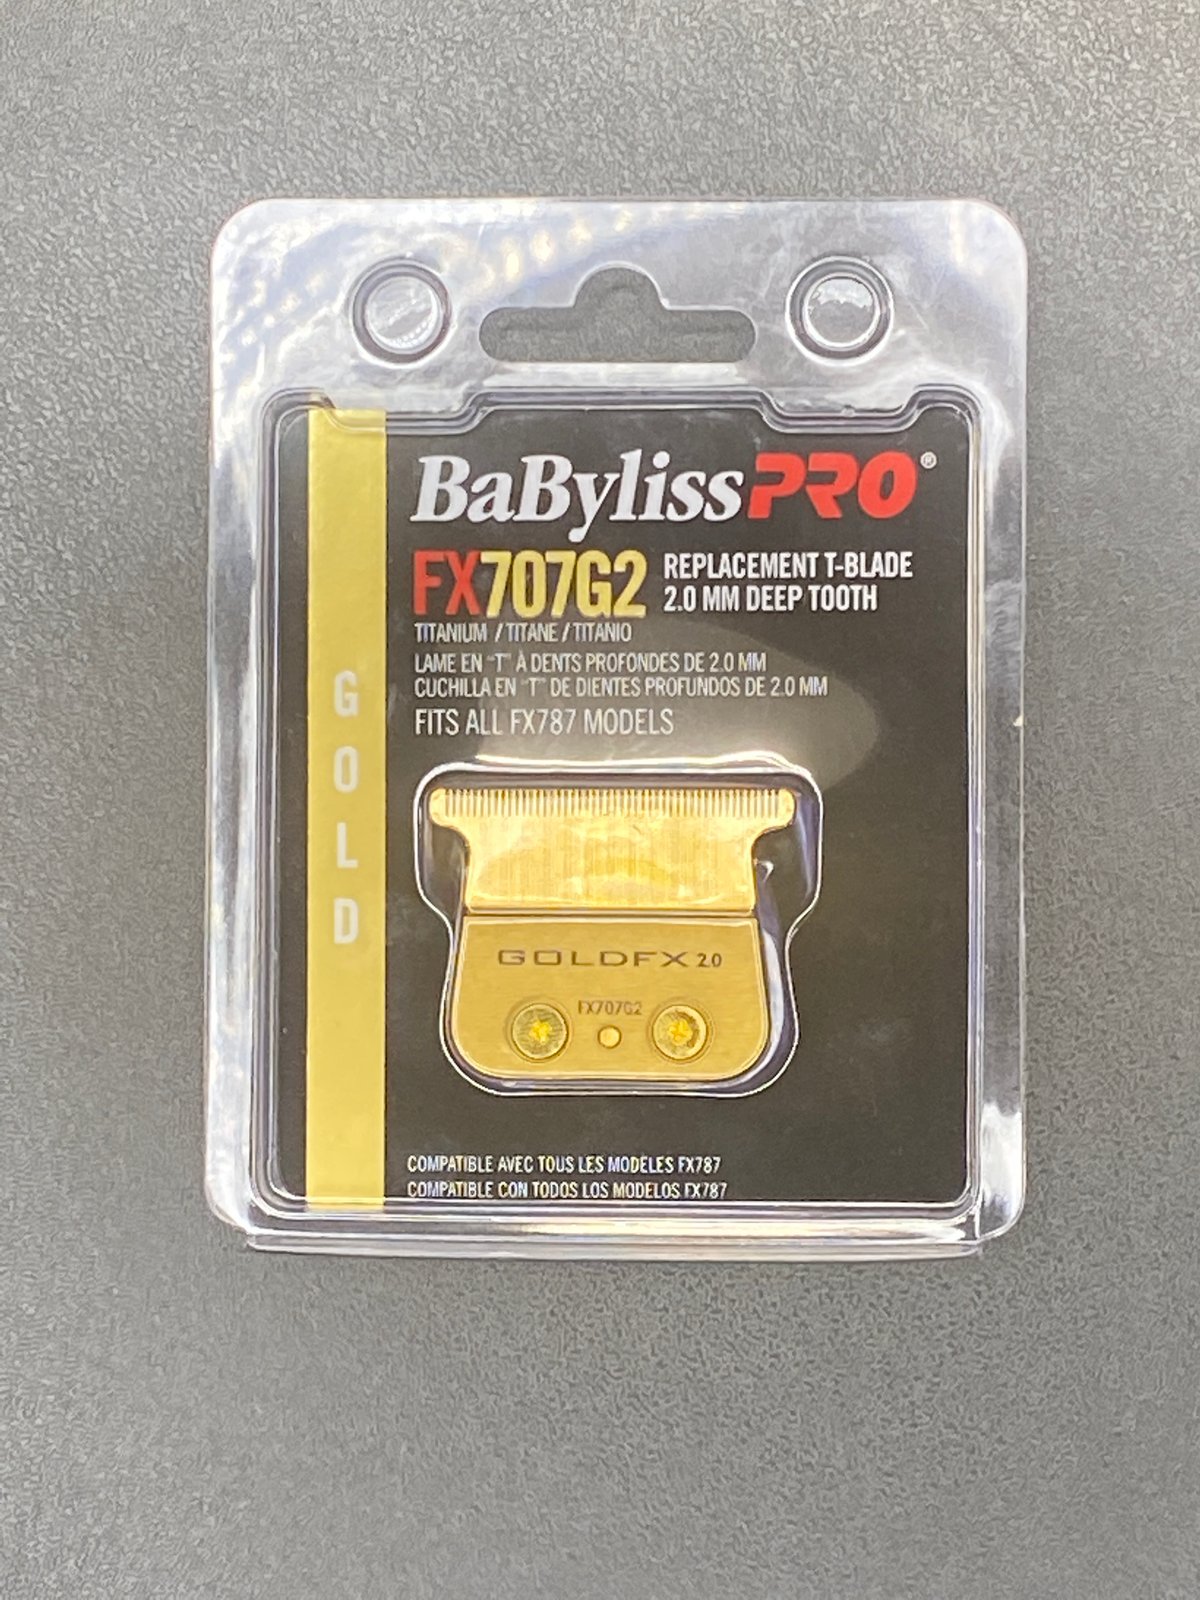 BaBylissPRO®
FX707G2
REPLACEMENT T-BLADE
2.0 MM DEEP TOOTH
TITANIUM / TITANE / TITANIO
LAME EN "T" À DENTS PROFONDES DE 2.0 MM
CUCHILLA EN "T" DE DIENTES PROFUNDOS DE 2.0 MM
FITS ALL FX787 MODELS
GOLD
GOLDFX 2.0
FX707G2
COMPATIBLE AVEC TOUS LES MODÈLES FX787
COMPATIBLE CON TODOS LOS MODELOS FX787